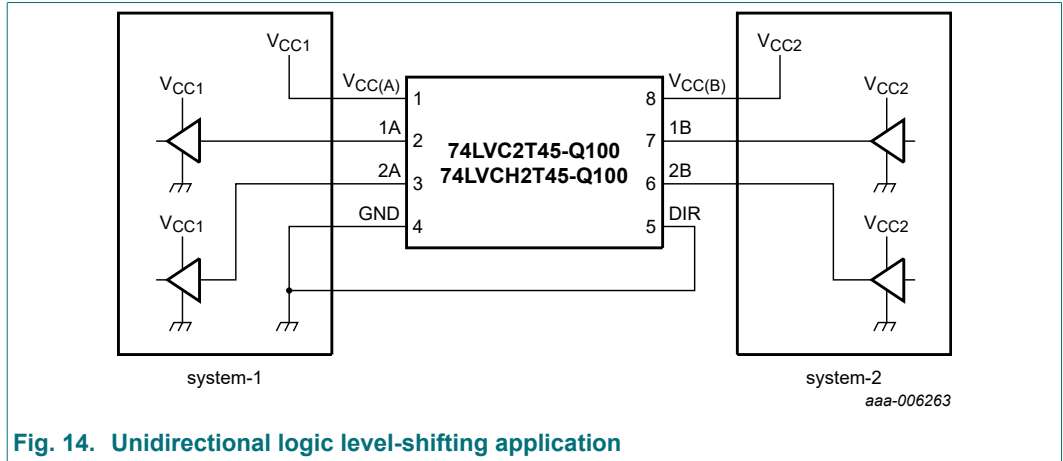 VCC1
VCC2
VCC1
VCC(A)
1
8
VCC(B)
VCC2
1A
2
7
1B
74LVC2T45-Q100
74LVCH2T45-Q100
2A
3
6
2B
VCC1
GND
4
5
DIR
VCC2
system-1
system-2
aaa-006263
Fig. 14. Unidirectional logic level-shifting application